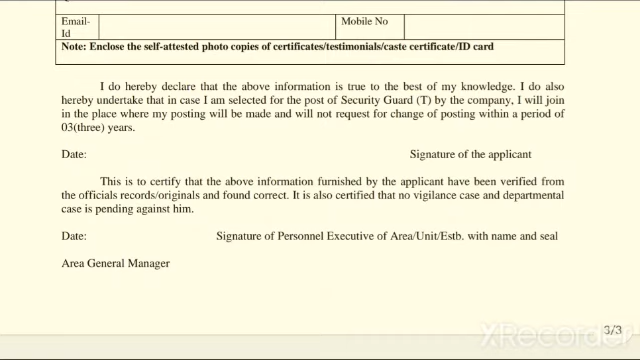 Email-
Id
Mobile No
Note: Enclose the self-attested photo copies of certificates/testimonials/caste certificate/ID card
I do hereby declare that the above information is true to the best of my knowledge. I do also
hereby undertake that in case I am selected for the post of Security Guard (T) by the company, I will join
in the place where my posting will be made and will not request for change of posting within a period of
03(three) years.
Date: Signature of the applicant
This is to certify that the above information furnished by the applicant have been verified from
the officials records/originals and found correct. It is also certified that no vigilance case and departmental
case is pending against him.
Date: Signature of Personnel Executive of Area/Unit/Estb. with name and seal
Area General Manager
3/3
XRecorder